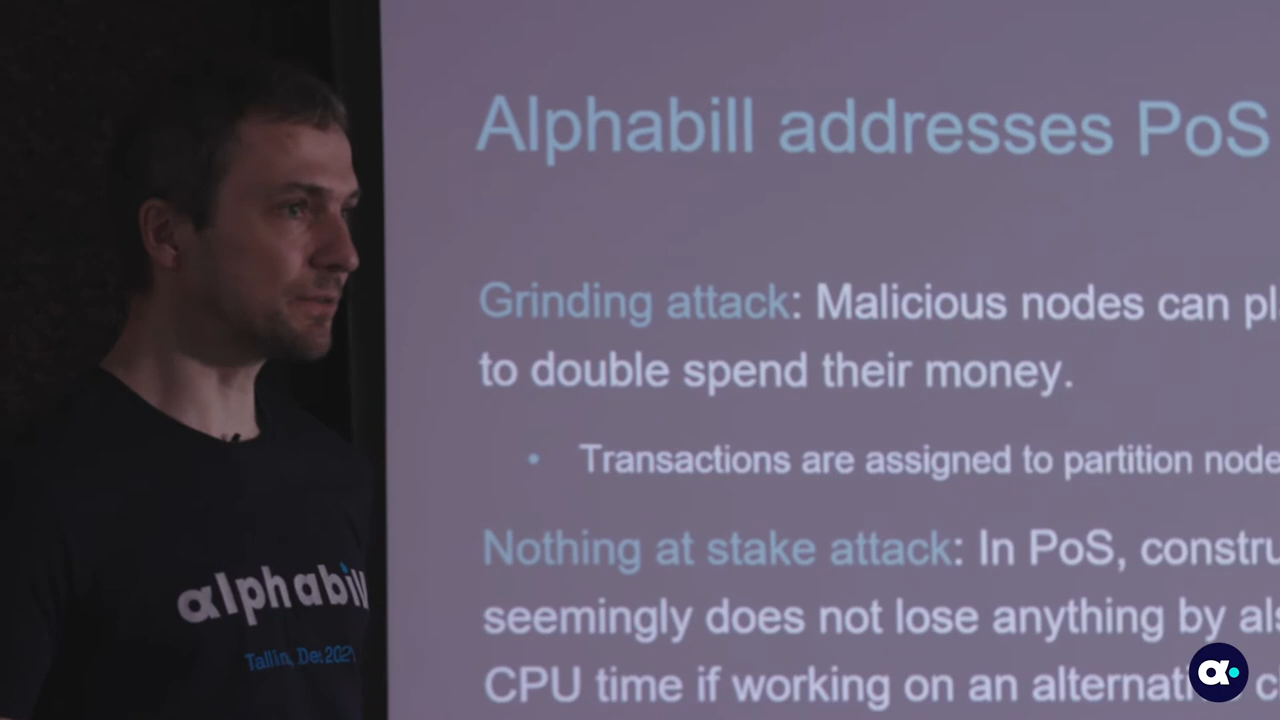 Alphabill addresses PoS
Grinding attack: Malicious nodes can pl
to double spend their money.
• Transactions are assigned to partition node
Nothing at stake attack: In PoS, constru
seemingly does not lose anything by als
CPU time if working on an alternati c
alphabill
Tallinn, Dec 2021
α